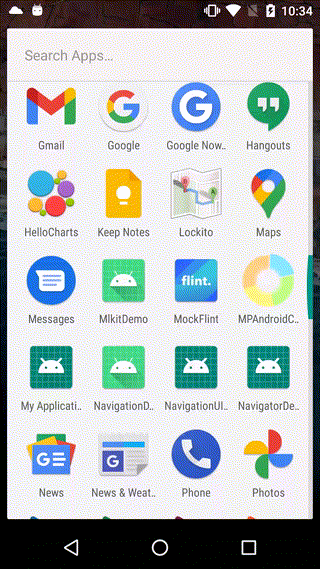 10:34
Search Apps...
Gmail
Google
Google Now..
Hangouts
HelloCharts
Keep Notes
Lockito
Maps
flint.
Messages
MlkitDemo
MockFlint
MPAndroidC..
My Applicati..
NavigationD..
NavigationUI..
NavigatorDe..
News
News & Weat..
Phone
Photos